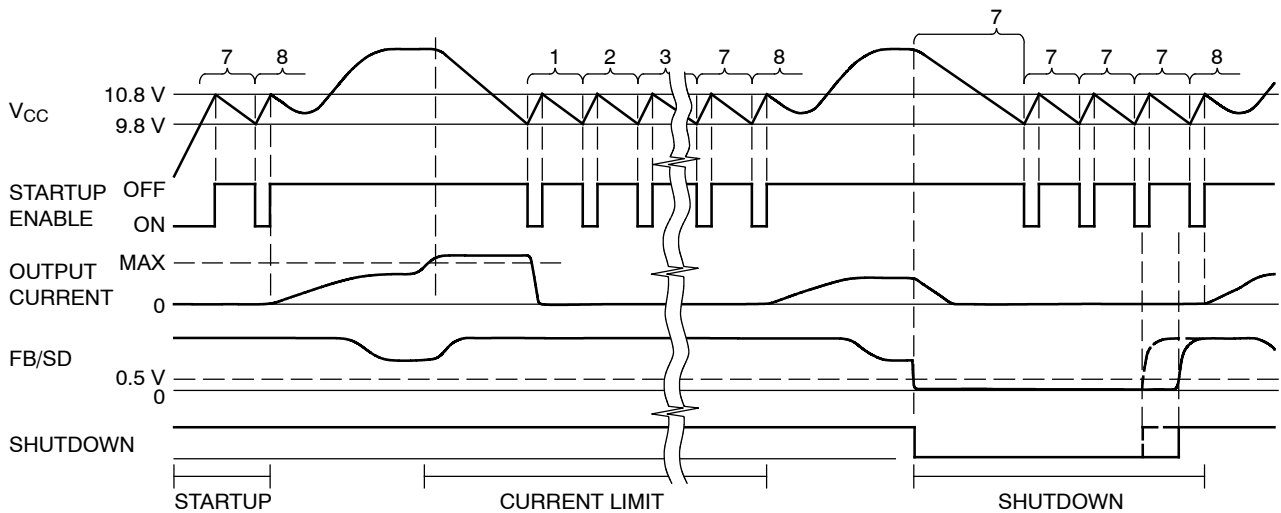 7
7 8 1 2 3 7 8 7 7 7 8
10.8 V
VCC
9.8 V
STARTUP ENABLE
OFF
ON
OUTPUT CURRENT
MAX
0
FB/SD
0.5 V
0
SHUTDOWN
STARTUP CURRENT LIMIT SHUTDOWN